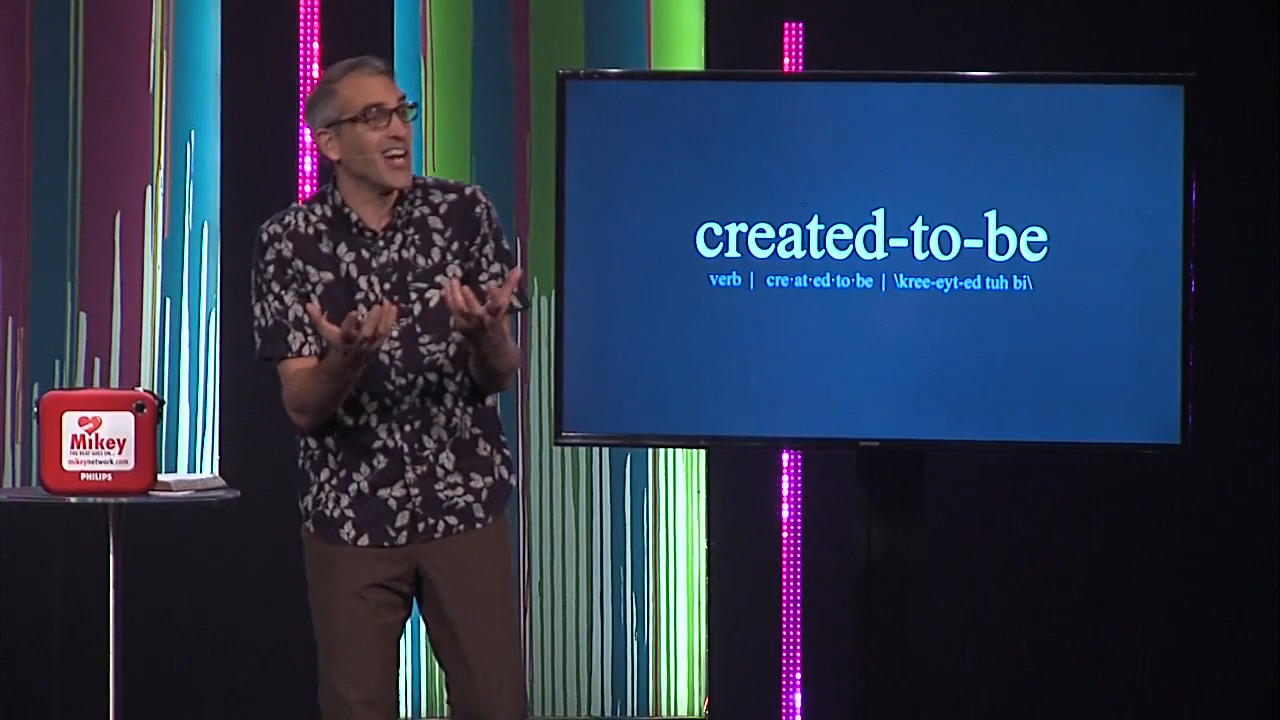 created-to-be
verb | cre·at·ed·to·be | \kree-eyt-ed tuh bi\
Mikey
THE BEAT GOES ON...
mikeynetwork.com
PHILIPS